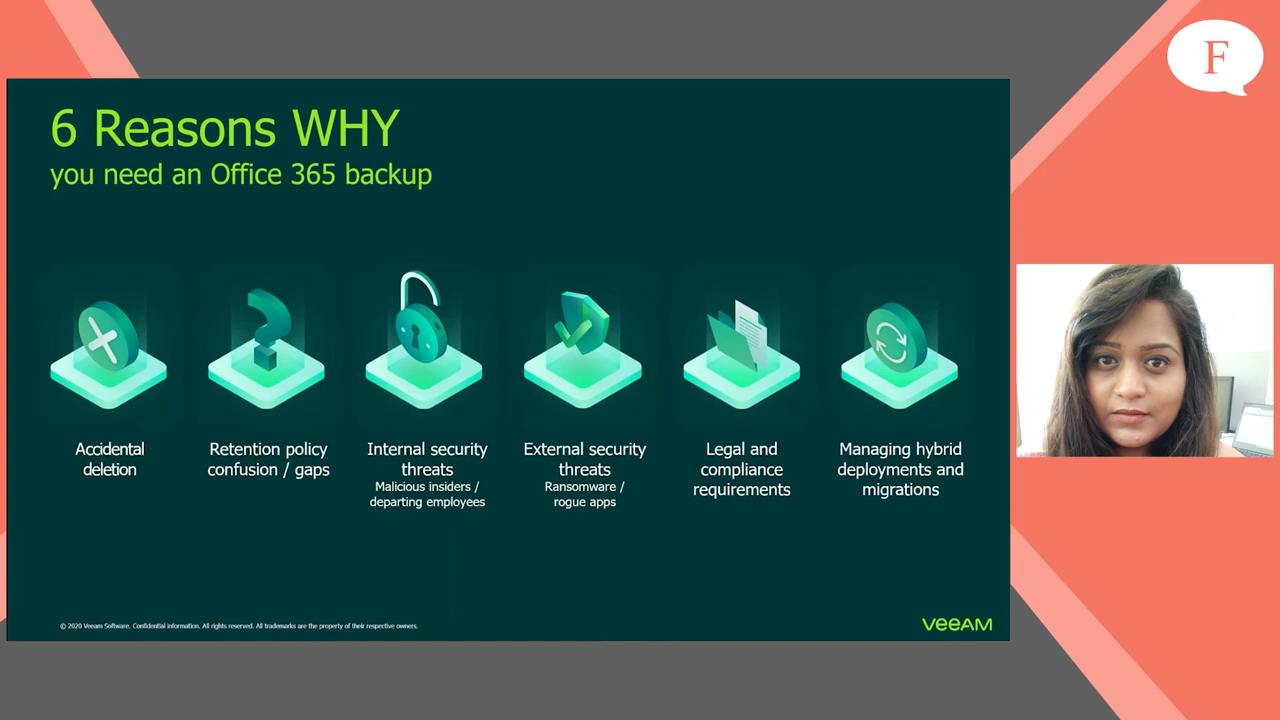 F
6 Reasons WHY
you need an Office 365 backup
Accidental
deletion
Retention policy
confusion / gaps
Internal security
threats
Malicious insiders /
departing employees
External security
threats
Ransomware /
rogue apps
Legal and
compliance
requirements
Managing hybrid
deployments and
migrations
© 2020 Veeam Software. Confidential information. All rights reserved. All trademarks are the property of their respective owners.
veeAM